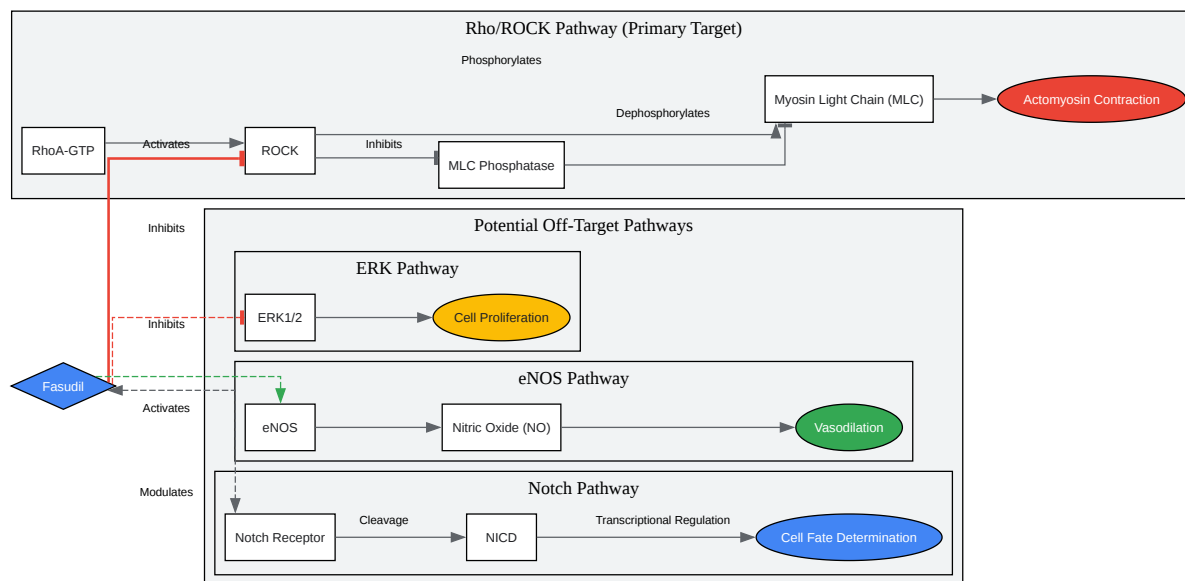 Rho/ROCK Pathway (Primary Target)
Phosphorylates
Myosin Light Chain (MLC)
Actomyosin Contraction
Dephosphorylates
RhoA-GTP
Activates
ROCK
Inhibits
MLC Phosphatase
Inhibits
Potential Off-Target Pathways
ERK Pathway
ERK1/2
Cell Proliferation
Inhibits
eNOS Pathway
Fasudil
Activates
eNOS
Nitric Oxide (NO)
Vasodilation
Modulates
Notch Pathway
Notch Receptor
Cleavage
NICD
Transcriptional Regulation
Cell Fate Determination